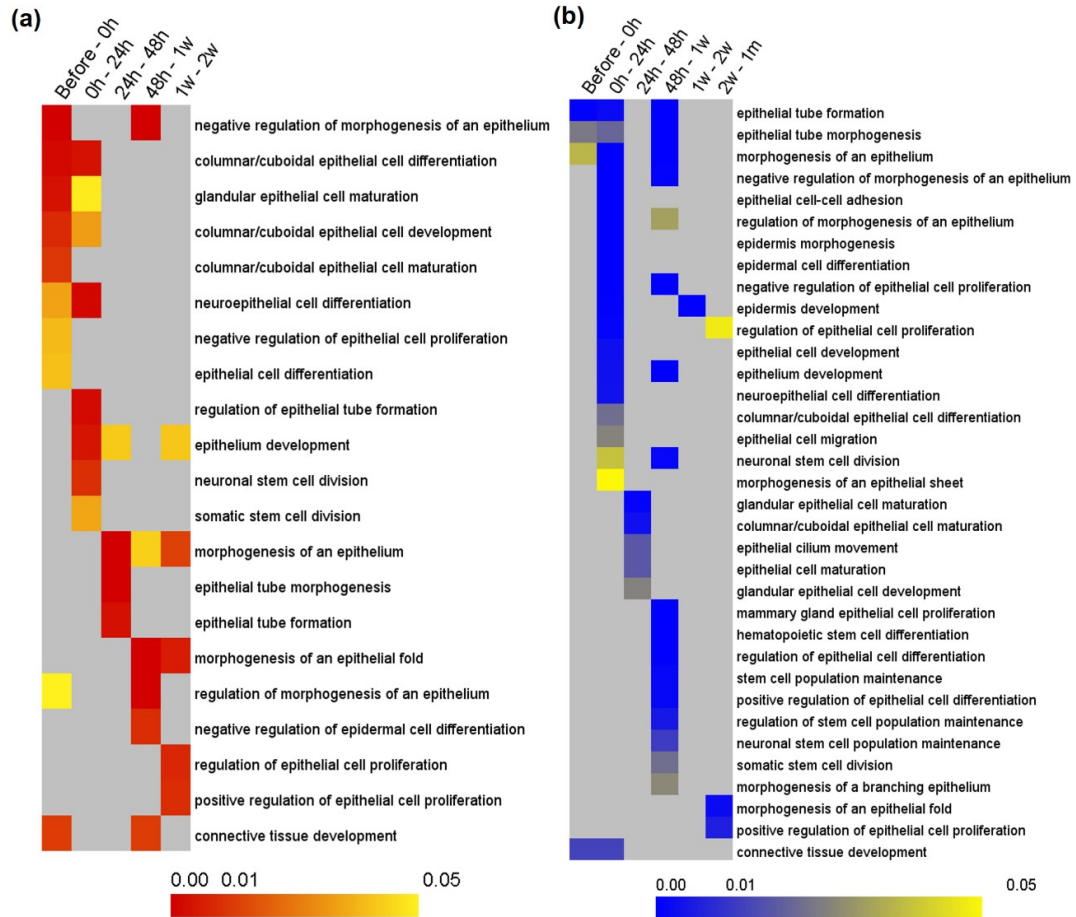 (a)
Before - 0h
0h - 24h
24h - 48h
48h - 1w
1w - 2w
negative regulation of morphogenesis of an epithelium
columnar/cuboidal epithelial cell differentiation
glandular epithelial cell maturation
columnar/cuboidal epithelial cell development
columnar/cuboidal epithelial cell maturation
neuroepithelial cell differentiation
negative regulation of epithelial cell proliferation
epithelial cell differentiation
regulation of epithelial tube formation
epithelium development
neuronal stem cell division
somatic stem cell division
morphogenesis of an epithelium
epithelial tube morphogenesis
epithelial tube formation
morphogenesis of an epithelial fold
regulation of morphogenesis of an epithelium
negative regulation of epidermal cell differentiation
regulation of epithelial cell proliferation
positive regulation of epithelial cell proliferation
connective tissue development
0.00 0.01 0.05
(b)
Before - 0h
0h - 24h
24h - 48h
48h - 1w
1w - 2w
2w - 1m
epithelial tube formation
epithelial tube morphogenesis
morphogenesis of an epithelium
negative regulation of morphogenesis of an epithelium
epithelial cell-cell adhesion
regulation of morphogenesis of an epithelium
epidermis morphogenesis
epidermal cell differentiation
negative regulation of epithelial cell proliferation
epidermis development
regulation of epithelial cell proliferation
epithelial cell development
epithelium development
neuroepithelial cell differentiation
columnar/cuboidal epithelial cell differentiation
epithelial cell migration
neuronal stem cell division
morphogenesis of an epithelial sheet
glandular epithelial cell maturation
columnar/cuboidal epithelial cell maturation
epithelial cilium movement
epithelial cell maturation
glandular epithelial cell development
mammary gland epithelial cell proliferation
hematopoietic stem cell differentiation
regulation of epithelial cell differentiation
stem cell population maintenance
positive regulation of epithelial cell differentiation
regulation of stem cell population maintenance
neuronal stem cell population maintenance
somatic stem cell division
morphogenesis of a branching epithelium
morphogenesis of an epithelial fold
positive regulation of epithelial cell proliferation
connective tissue development
0.00 0.01 0.05